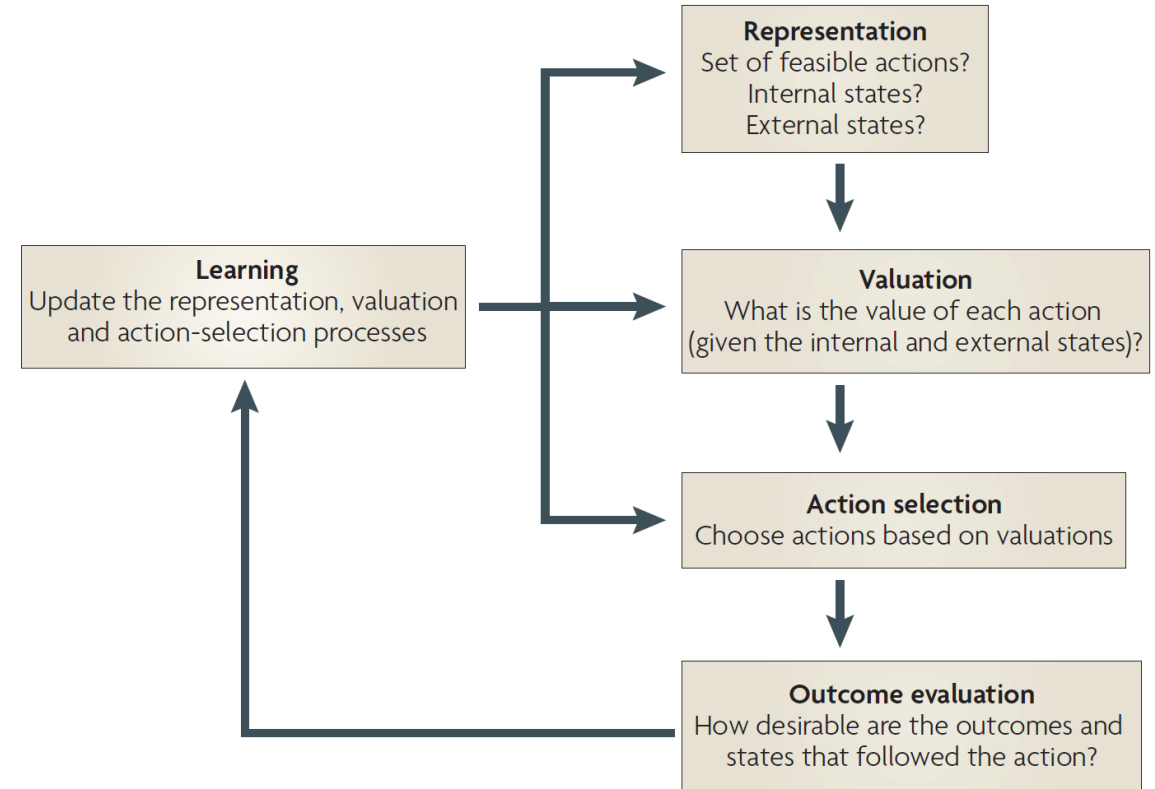 Representation
Set of feasible actions?
Internal states?
External states?
Learning
Update the representation, valuation
and action-selection processes
Valuation
What is the value of each action
(given the internal and external states)?
Action selection
Choose actions based on valuations
Outcome evaluation
How desirable are the outcomes and
states that followed the action?